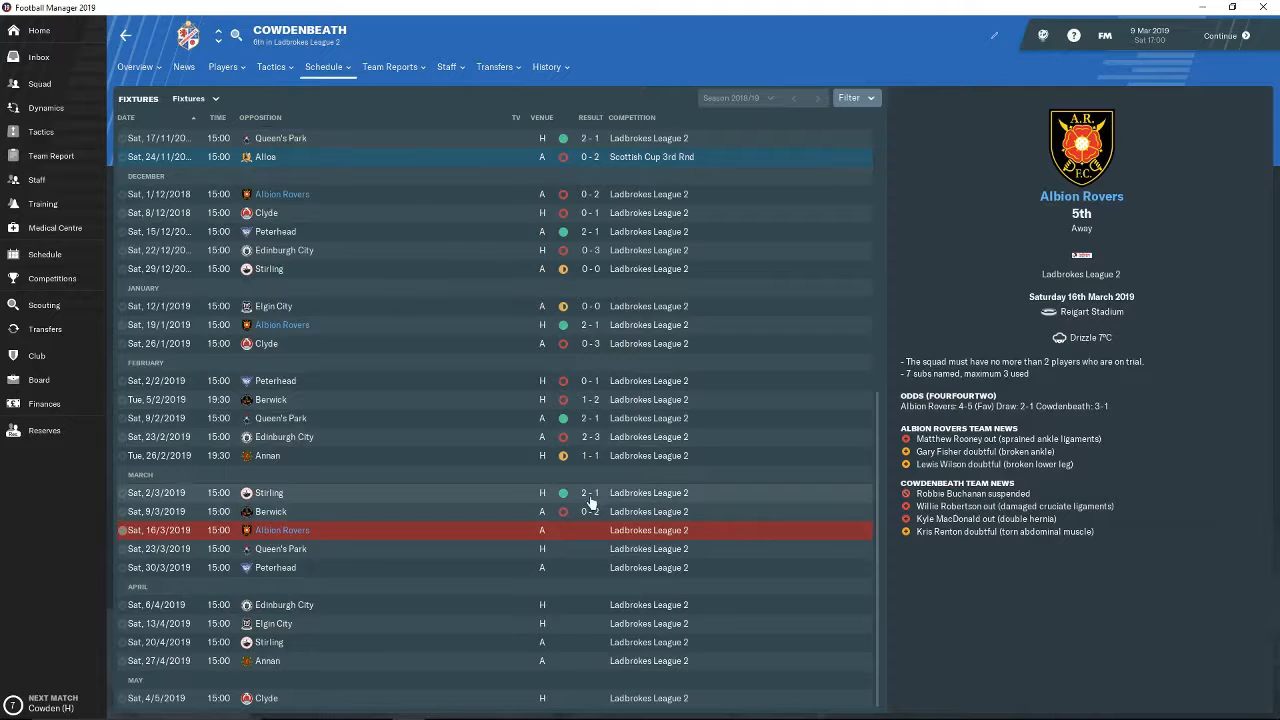 Football Manager 2019
Home
Inbox
Squad
Dynamics
Tactics
Team Report
Staff
Training
Medical Centre
Schedule
Competitions
Scouting
Transfers
Club
Board
Finances
Rec Reserves
7 NEXT MATCH
Cowden (H)
COWDENBEATH
6th in Ladbrokes League 2
9 Mar 2019
Sat 17:00
? FM Continue
Overview News Players Tactics Schedule Team Reports Staff Transfers History
FIXTURES Fixtures Season 2018/19 Filter
DATE TIME OPPOSITION TV VENUE RESULT COMPETITION
Sat, 17/11/20... 15:00 Queen's Park H 2 - 1 Ladbrokes League 2
Sat, 24/11/20... 15:00 Alloa A 0 - 2 Scottish Cup 3rd Rnd
DECEMBER
Sat, 1/12/2018 15:00 Albion Rovers A 0 - 2 Ladbrokes League 2
Sat, 8/12/2018 15:00 Clyde H 0 - 1 Ladbrokes League 2
Sat, 15/12/20... 15:00 Peterhead A 2 - 1 Ladbrokes League 2
Sat, 22/12/20... 15:00 Edinburgh City H 0 - 3 Ladbrokes League 2
Sat, 29/12/20... 15:00 Stirling A 0 - 0 Ladbrokes League 2
JANUARY
Sat, 12/1/2019 15:00 Elgin City A 0 - 0 Ladbrokes League 2
Sat, 19/1/2019 15:00 Albion Rovers H 2 - 1 Ladbrokes League 2
Sat, 26/1/2019 15:00 Clyde A 0 - 3 Ladbrokes League 2
FEBRUARY
Sat, 2/2/2019 15:00 Peterhead H 0 - 1 Ladbrokes League 2
Tue, 5/2/2019 19:30 Berwick H 1 - 2 Ladbrokes League 2
Sat, 9/2/2019 15:00 Queen's Park A 2 - 1 Ladbrokes League 2
Sat, 23/2/2019 15:00 Edinburgh City A 2 - 3 Ladbrokes League 2
Tue, 26/2/2019 19:30 Annan H 1 - 1 Ladbrokes League 2
MARCH
Sat, 2/3/2019 15:00 Stirling H 2 - 1 Ladbrokes League 2
Sat, 9/3/2019 15:00 Berwick A 0 - 2 Ladbrokes League 2
Sat, 16/3/2019 15:00 Albion Rovers A Ladbrokes League 2
Sat, 23/3/2019 15:00 Queen's Park H Ladbrokes League 2
Sat, 30/3/2019 15:00 Peterhead A Ladbrokes League 2
APRIL
Sat, 6/4/2019 15:00 Edinburgh City H Ladbrokes League 2
Sat, 13/4/2019 15:00 Elgin City H Ladbrokes League 2
Sat, 20/4/2019 15:00 Stirling A Ladbrokes League 2
Sat, 27/4/2019 15:00 Annan A Ladbrokes League 2
MAY
Sat, 4/5/2019 15:00 Clyde H Ladbrokes League 2
A.R.
F.C.
Albion Rovers
5th
Away
Ladbrokes League 2
Saturday 16th March 2019
Reigart Stadium
Drizzle 7°C
- The squad must have no more than 2 players who are on trial.
- 7 subs named, maximum 3 used
ODDS (FOURFOURTWO)
Albion Rovers: 4-5 (Fav) Draw: 2-1 Cowdenbeath: 3-1
ALBION ROVERS TEAM NEWS
Matthew Rooney out (sprained ankle ligaments)
Gary Fisher doubtful (broken ankle)
Lewis Wilson doubtful (broken lower leg)
COWDENBEATH TEAM NEWS
Robbie Buchanan suspended
Willie Robertson out (damaged cruciate ligaments)
Kyle MacDonald out (double hernia)
Kris Renton doubtful (torn abdominal muscle)